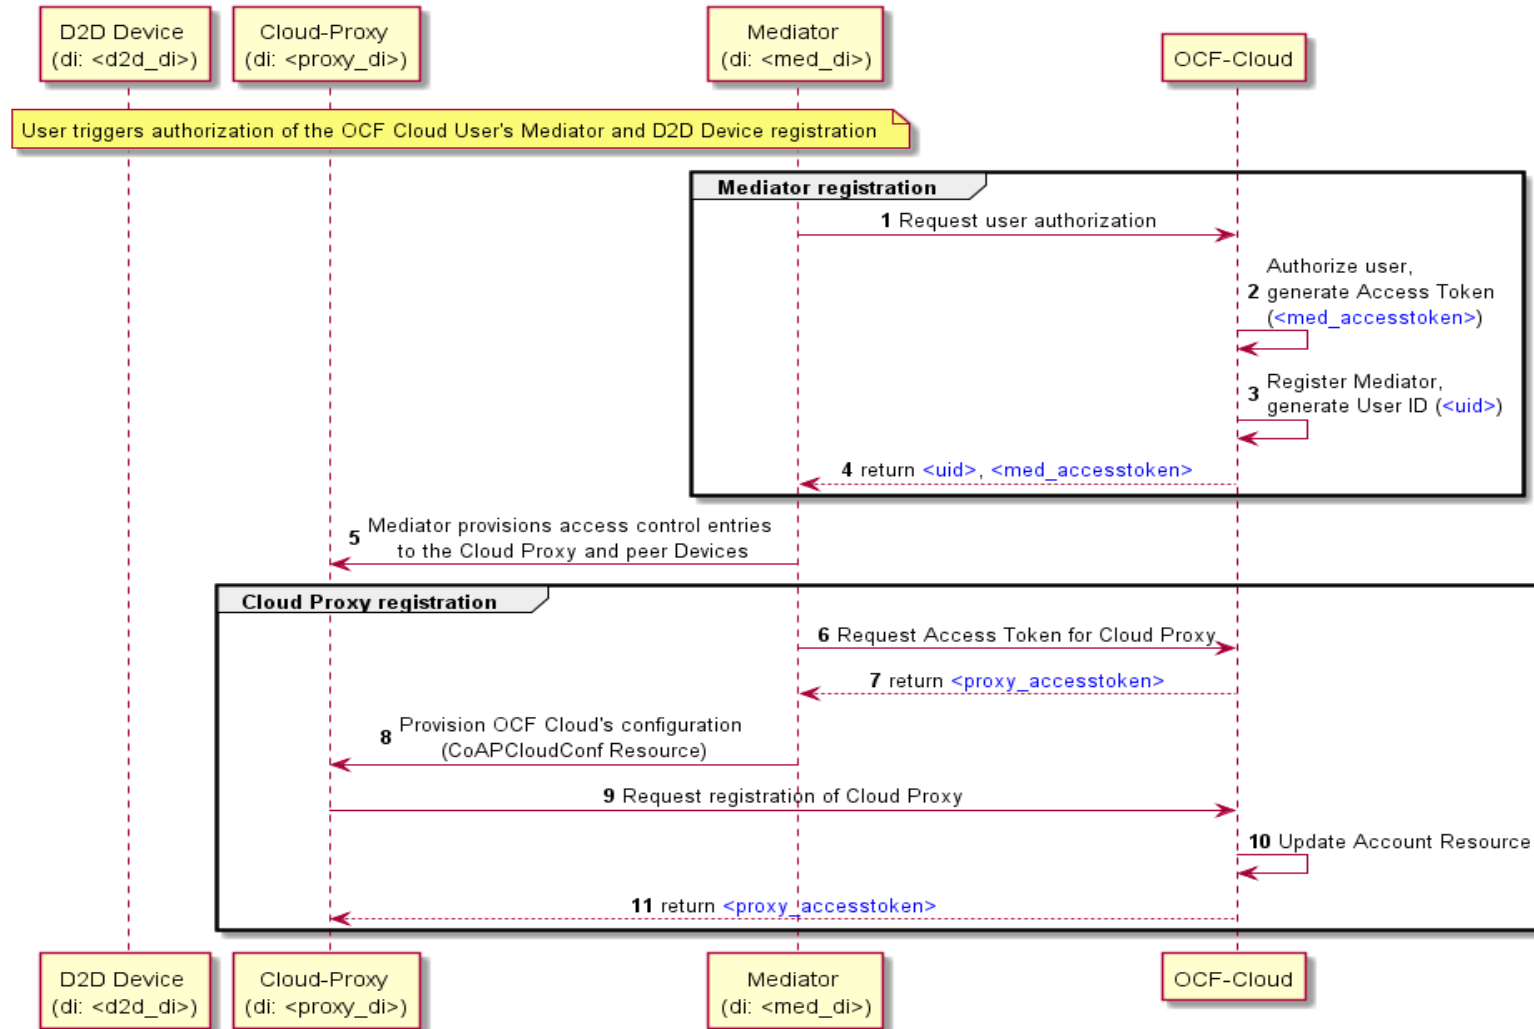 D2D Device
(di: <d2d_di>)
Cloud-Proxy
(di: <proxy_di>)
Mediator
(di: <med_di>)
OCF-Cloud
User triggers authorization of the OCF Cloud User's Mediator and D2D Device registration
Mediator registration
1 Request user authorization
Authorize user,
2 generate Access Token
(<med_accesstoken>)
Register Mediator,
3 generate User ID (<uid>)
4 return <uid>, <med_accesstoken>
Mediator provisions access control entries
5 to the Cloud Proxy and peer Devices
Cloud Proxy registration
6 Request Access Token for Cloud Proxy
7 return <proxy_accesstoken>
Provision OCF Cloud's configuration
8 (CoAPCloudConf Resource)
9 Request registration of Cloud Proxy
10 Update Account Resource
11 return <proxy_accesstoken>
D2D Device
(di: <d2d_di>)
Cloud-Proxy
(di: <proxy_di>)
Mediator
(di: <med_di>)
OCF-Cloud